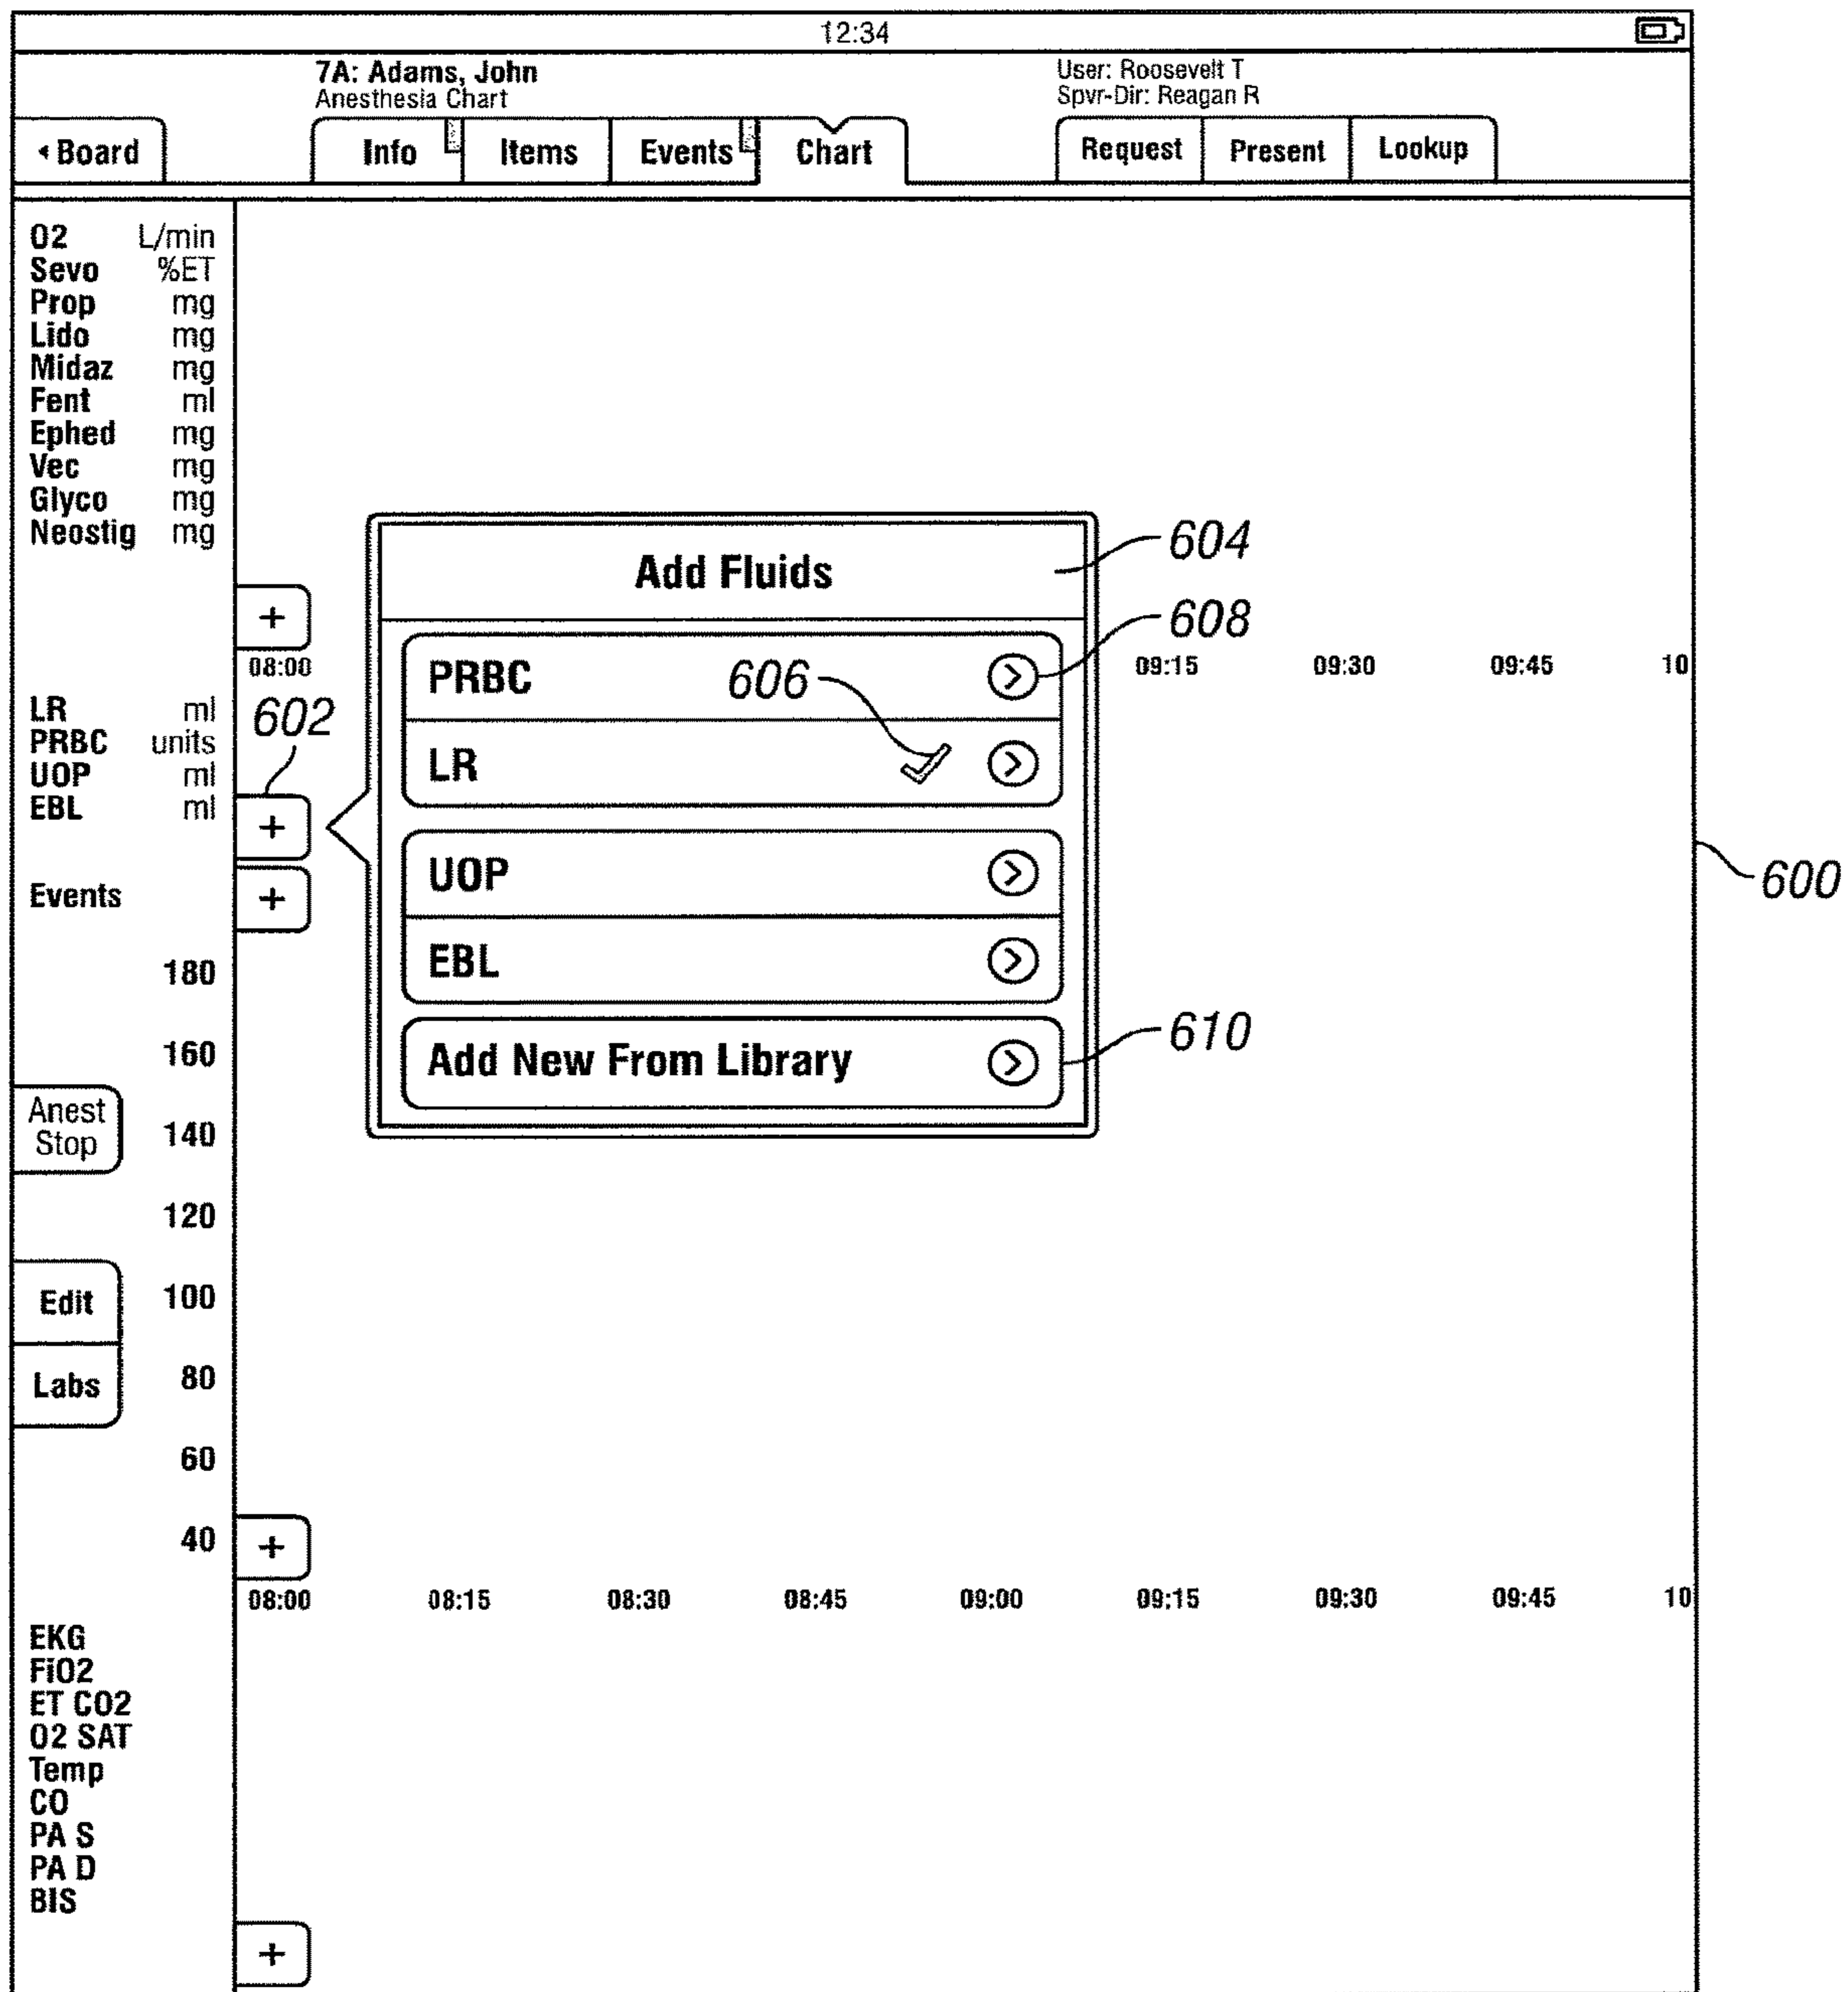 12:34
7A: Adams, John
Anesthesia Chart
User: Roosevelt T
Spvr-Dir: Reagan R
Board
Info
Items
Events
Chart
Request
Present
Lookup
O2 L/min
Sevo %ET
Prop mg
Lido mg
Midaz mg
Fent ml
Ephed mg
Vec mg
Glyco mg
Neostig mg
+
08:00 09:15 09:30 09:45 10
LR ml
PRBC units
UOP ml
EBL ml
602
+
Events
+
Add Fluids
604
PRBC
608
606
LR
UOP
EBL
Add New From Library
610
600
180
160
Anest
Stop
140
120
Edit
100
Labs
80
60
40
+
08:00 08:15 08:30 08:45 09:00 09:15 09:30 09:45 10
EKG
FiO2
ET CO2
O2 SAT
Temp
CO
PA S
PA D
BIS
+